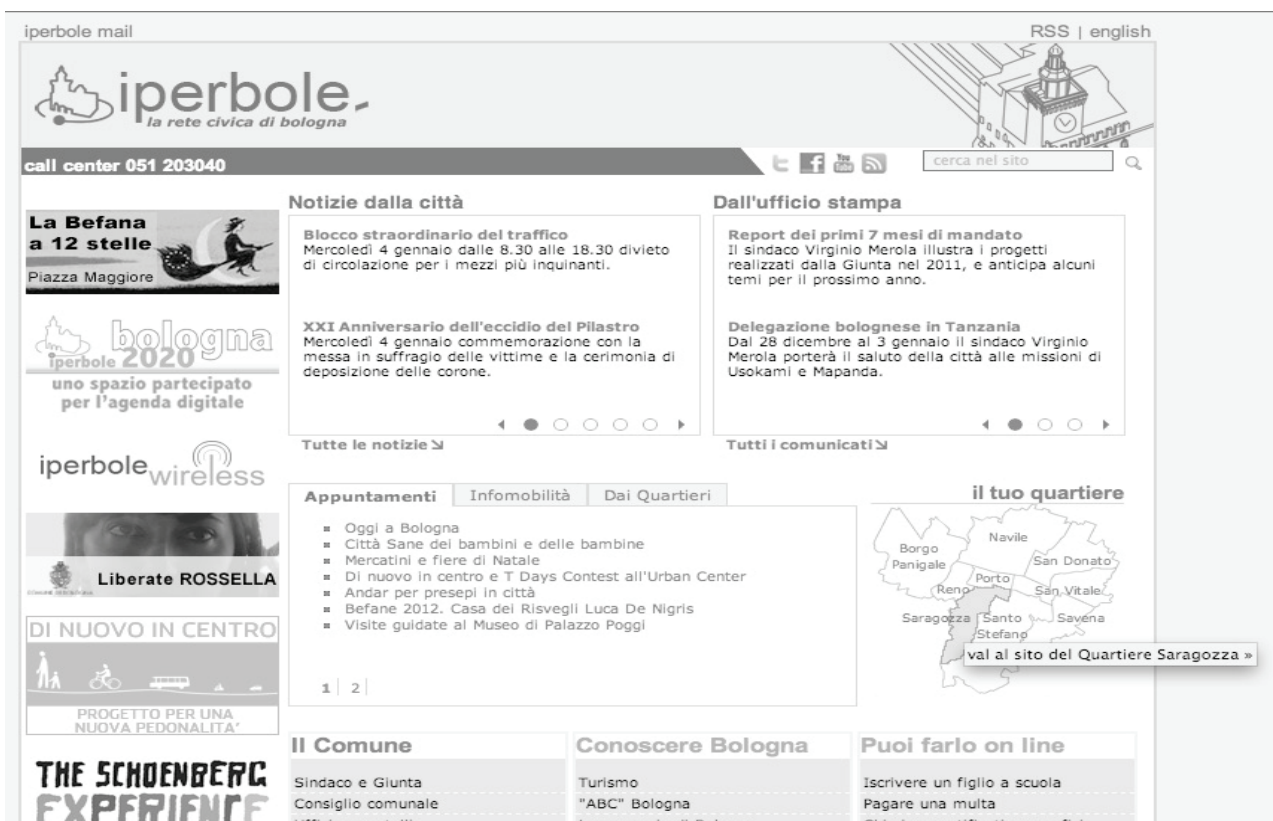 iperbole mail
RSS | english
iperbole
la rete civica di bologna
call center 051 203040
You Tube
cerca nel sito
La Befana
a 12 stelle
Piazza Maggiore
bologna
iperbole 2020
uno spazio partecipato
per l'agenda digitale
iperbole wireless
Liberate ROSSELLA
DI NUOVO IN CENTRO
PROGETTO PER UNA
NUOVA PEDONALITA'
THE SCHOENBERG
EXPERIENCE
Notizie dalla città
Blocco straordinario del traffico
Mercoledì 4 gennaio dalle 8.30 alle 18.30 divieto
di circolazione per i mezzi più inquinanti.
XXI Anniversario dell'eccidio del Pilastro
Mercoledì 4 gennaio commemorazione con la
messa in suffragio delle vittime e la cerimonia di
deposizione delle corone.
Tutte le notizie
Dall'ufficio stampa
Report dei primi 7 mesi di mandato
Il sindaco Virginio Merola illustra i progetti
realizzati dalla Giunta nel 2011, e anticipa alcuni
temi per il prossimo anno.
Delegazione bolognese in Tanzania
Dal 28 dicembre al 3 gennaio il sindaco Virginio
Merola porterà il saluto della città alle missioni di
Usokami e Mapanda.
Tutti i comunicati
Appuntamenti
Infomobilità
Dai Quartieri
Oggi a Bologna
Città Sane dei bambini e delle bambine
Mercatini e fiere di Natale
Di nuovo in centro e T Days Contest all'Urban Center
Andar per presepi in città
Befane 2012. Casa dei Risvegli Luca De Nigris
Visite guidate al Museo di Palazzo Poggi
1 | 2
il tuo quartiere
Navile
Borgo
Panigale
San Donato
Porto
Reno
San Vitale
Saragozza
Santo
Stefano
Savena
vai al sito del Quartiere Saragozza »
Il Comune
Sindaco e Giunta
Consiglio comunale
Conoscere Bologna
Turismo
"ABC" Bologna
Puoi farlo on line
Iscrivere un figlio a scuola
Pagare una multa